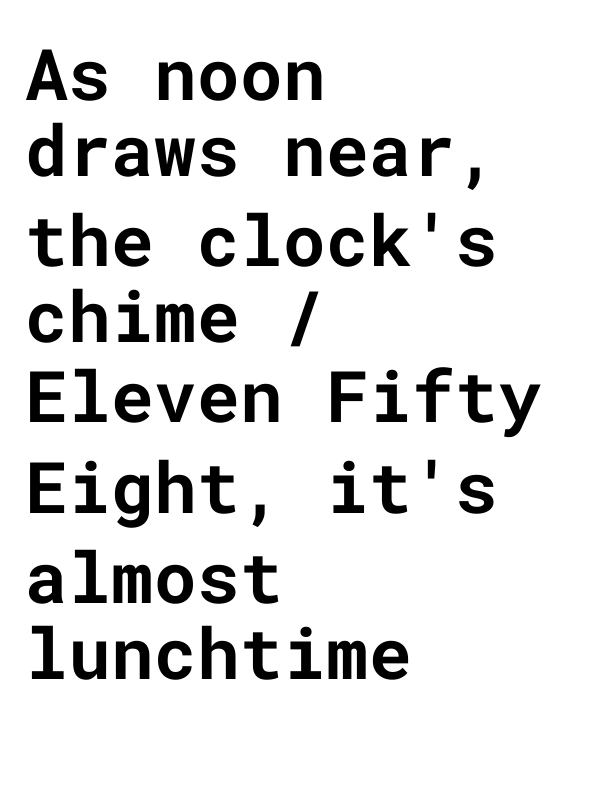 As noon
draws near,
the clock's
chime /
Eleven Fifty
Eight, it's
almost
lunchtime